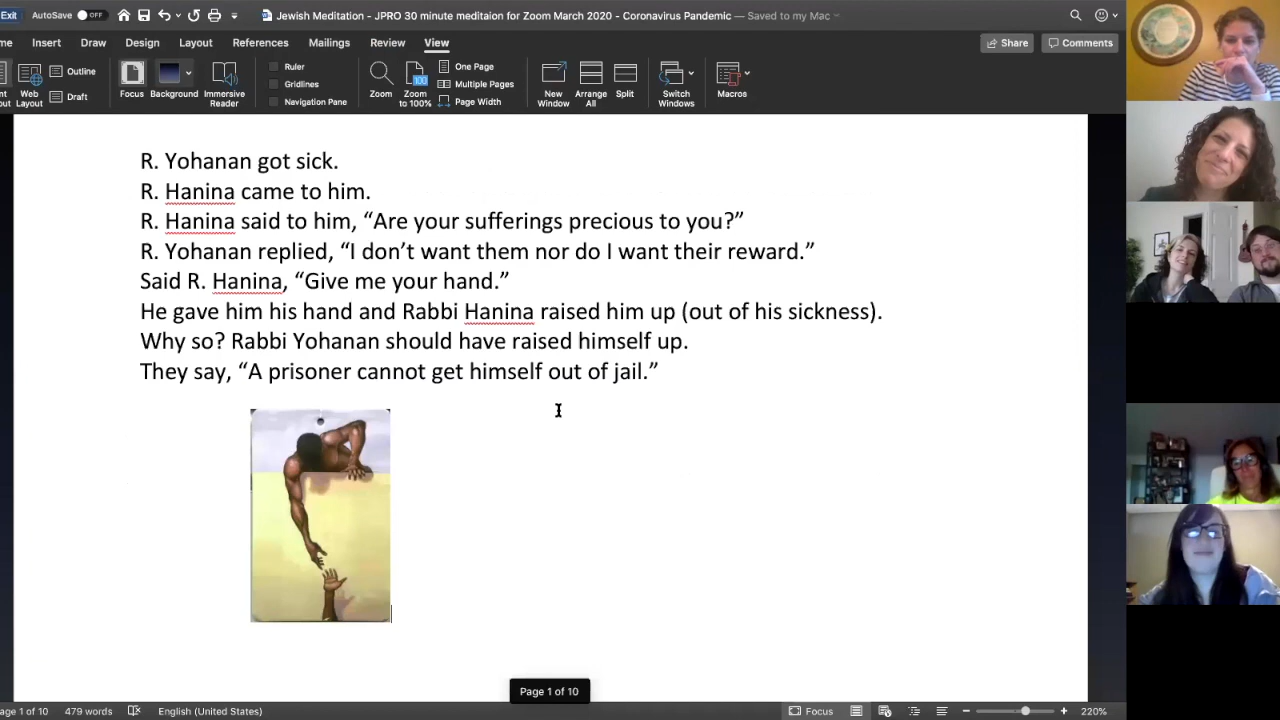 Exit
AutoSave OFF
Jewish Meditation - JPRO 30 minute meditaion for Zoom March 2020 - Coronavirus Pandemic — Saved to my Mac
me Insert Draw Design Layout References Mailings Review View
Share Comments
Web Layout
Outline
Draft
Focus
Background
Immersive Reader
Ruler
Gridlines
Navigation Pane
Zoom
100
Zoom to 100%
One Page
Multiple Pages
Page Width
New Window
Arrange All
Split
Switch Windows
Macros
R. Yohanan got sick.
R. Hanina came to him.
R. Hanina said to him, “Are your sufferings precious to you?”
R. Yohanan replied, “I don’t want them nor do I want their reward.”
Said R. Hanina, “Give me your hand.”
He gave him his hand and Rabbi Hanina raised him up (out of his sickness).
Why so? Rabbi Yohanan should have raised himself up.
They say, “A prisoner cannot get himself out of jail.”
Page 1 of 10
age 1 of 10 479 words English (United States) Focus 220%